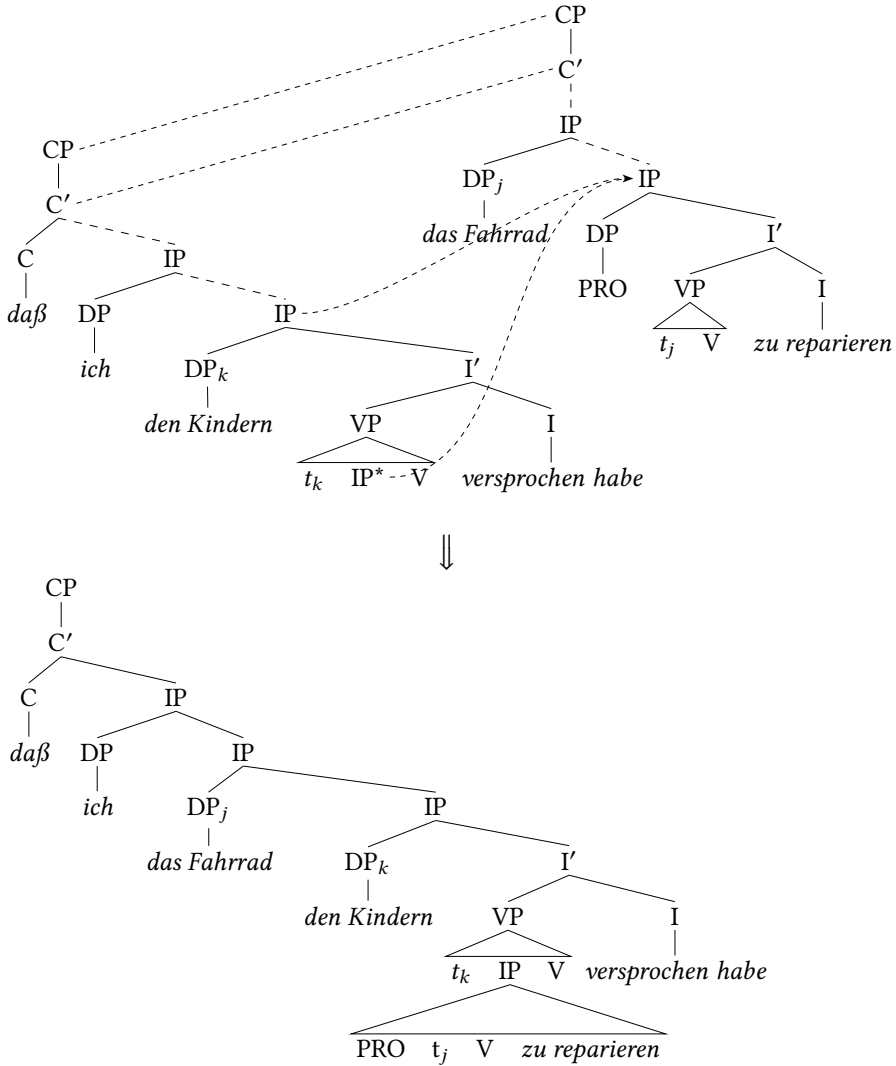 CP
C′
IP
CP DPⱼ IP
C′ das Fahrrad DP I′
C IP PRO VP I
daß DP IP tⱼ V zu reparieren
ich DPₖ I′
den Kindern VP I
tₖ IP* V versprochen habe
⇓
CP
C′
C IP
daß DP IP
ich DPⱼ IP
das Fahrrad DPₖ I′
den Kindern VP I
tₖ IP V versprochen habe
PRO tⱼ V zu reparieren